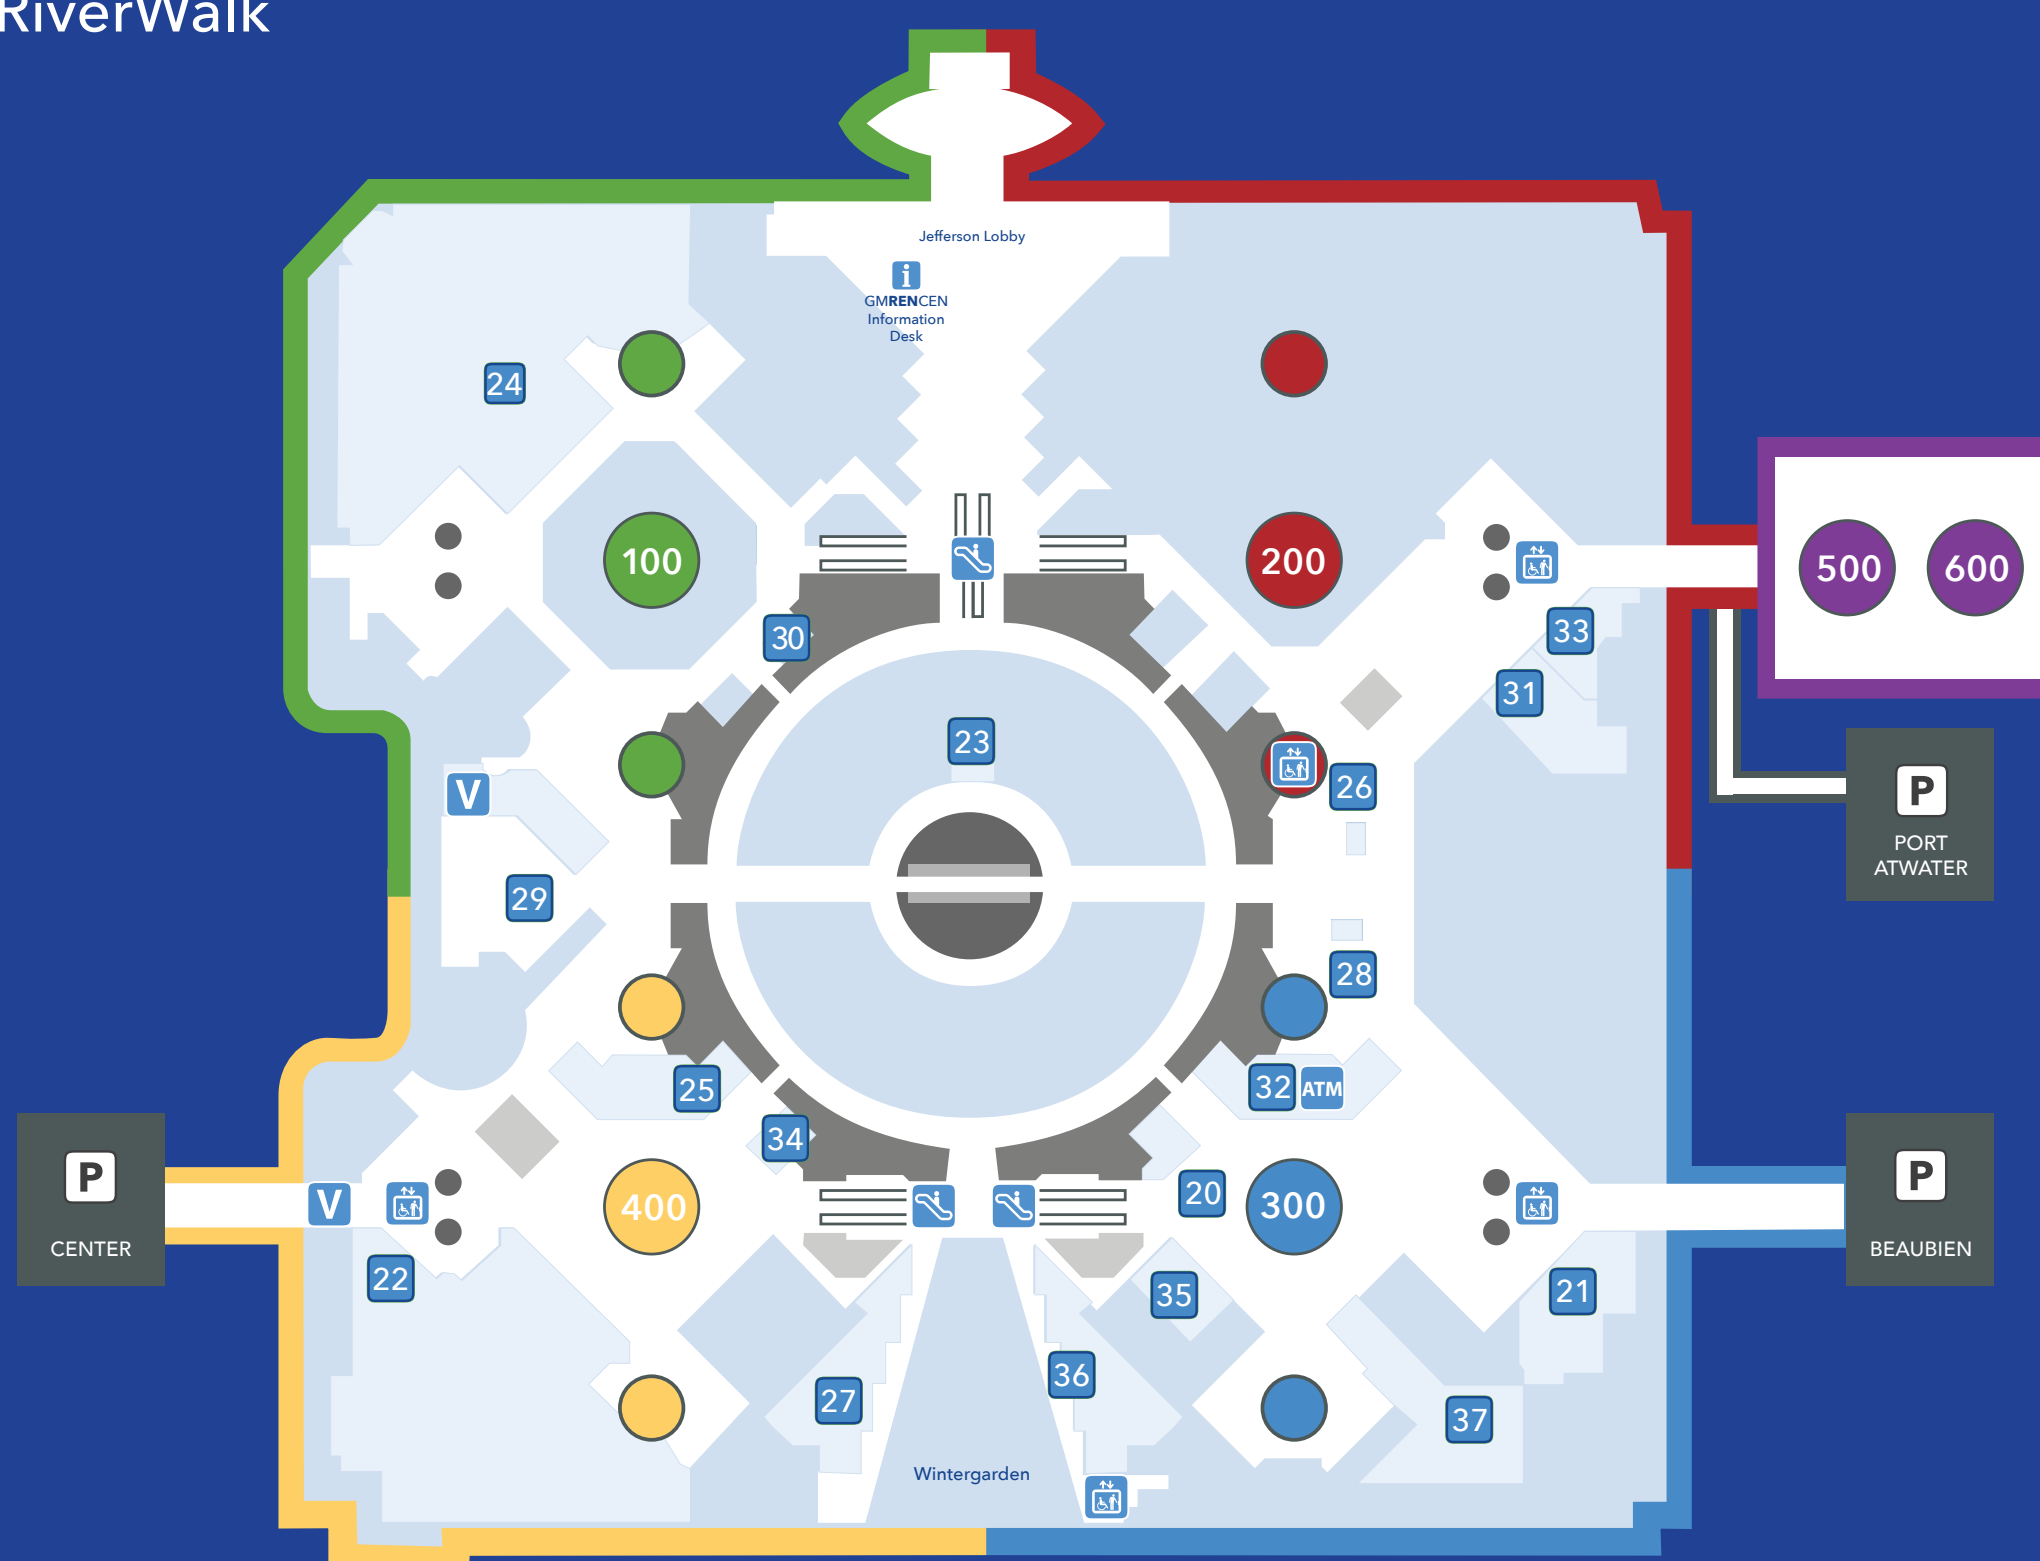 RiverWalk
Jefferson Lobby
i
GMRENCEN
Information
Desk
24
100
200
500
600
30
33
31
23
26
V
P
PORT
ATWATER
29
28
25
32
ATM
34
P
CENTER
V
400
20
300
P
BEAUBIEN
22
35
21
27
36
37
Wintergarden